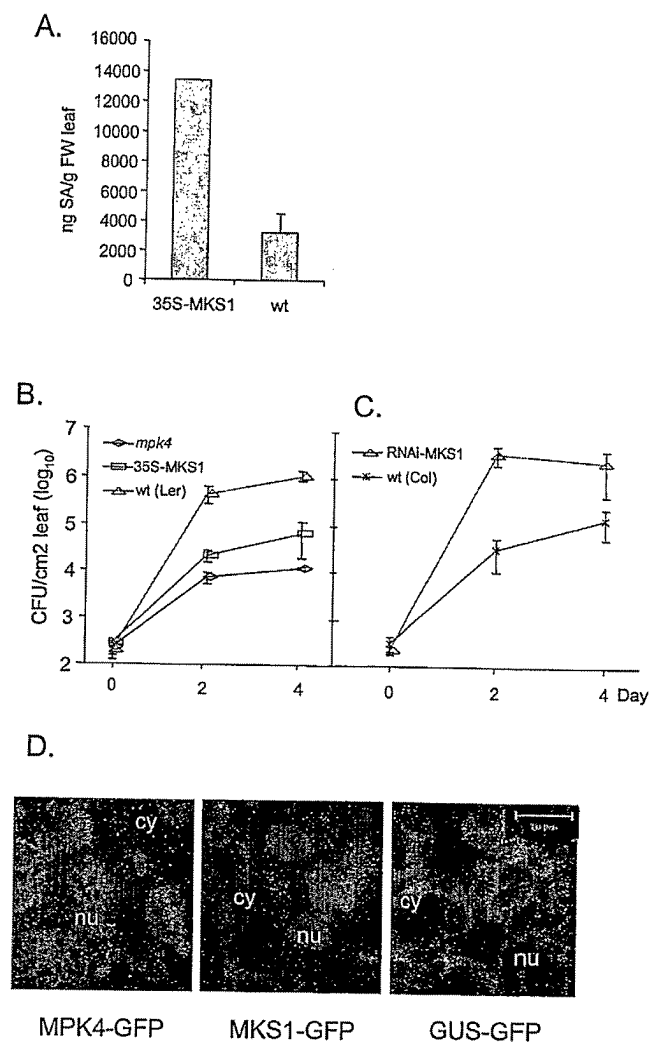 A.
16000
14000
12000
10000
8000
6000
4000
2000
0
ng SA/g FW leaf
35S-MKS1 wt
B.
7
6
5
4
3
2
CFU/cm2 leaf (log10)
mpk4
35S-MKS1
wt (Ler)
0 2 4
C.
RNAi-MKS1
wt (Col)
0 2 4 Day
D.
cy
nu
cy
nu
cy
nu
MPK4-GFP MKS1-GFP GUS-GFP